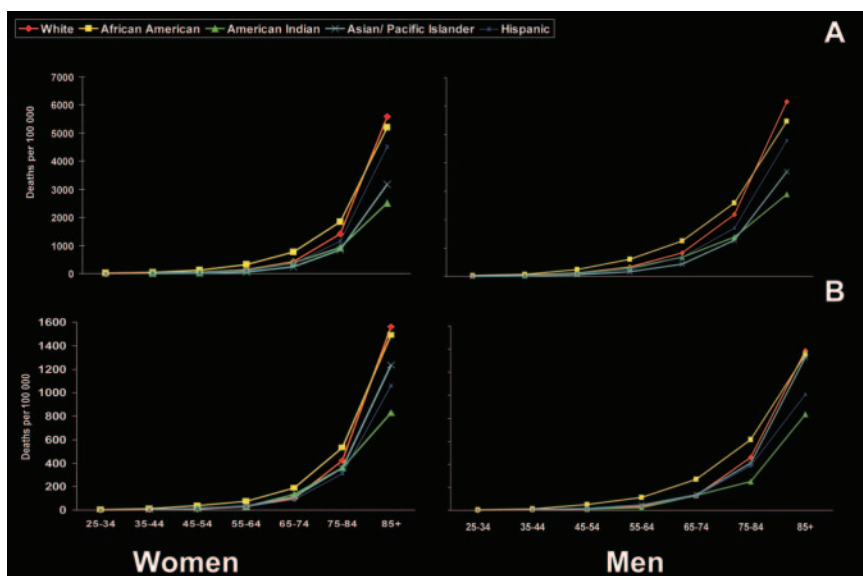 White African American American Indian Asian/ Pacific Islander Hispanic
A
Deaths per 100 000
7000
6000
5000
4000
3000
2000
1000
0
B
Deaths per 100 000
1600
1400
1200
1000
800
600
400
200
0
25-34 35-44 45-54 55-64 65-74 75-84 85+
25-34 35-44 45-54 55-64 65-74 75-84 85+
Women Men